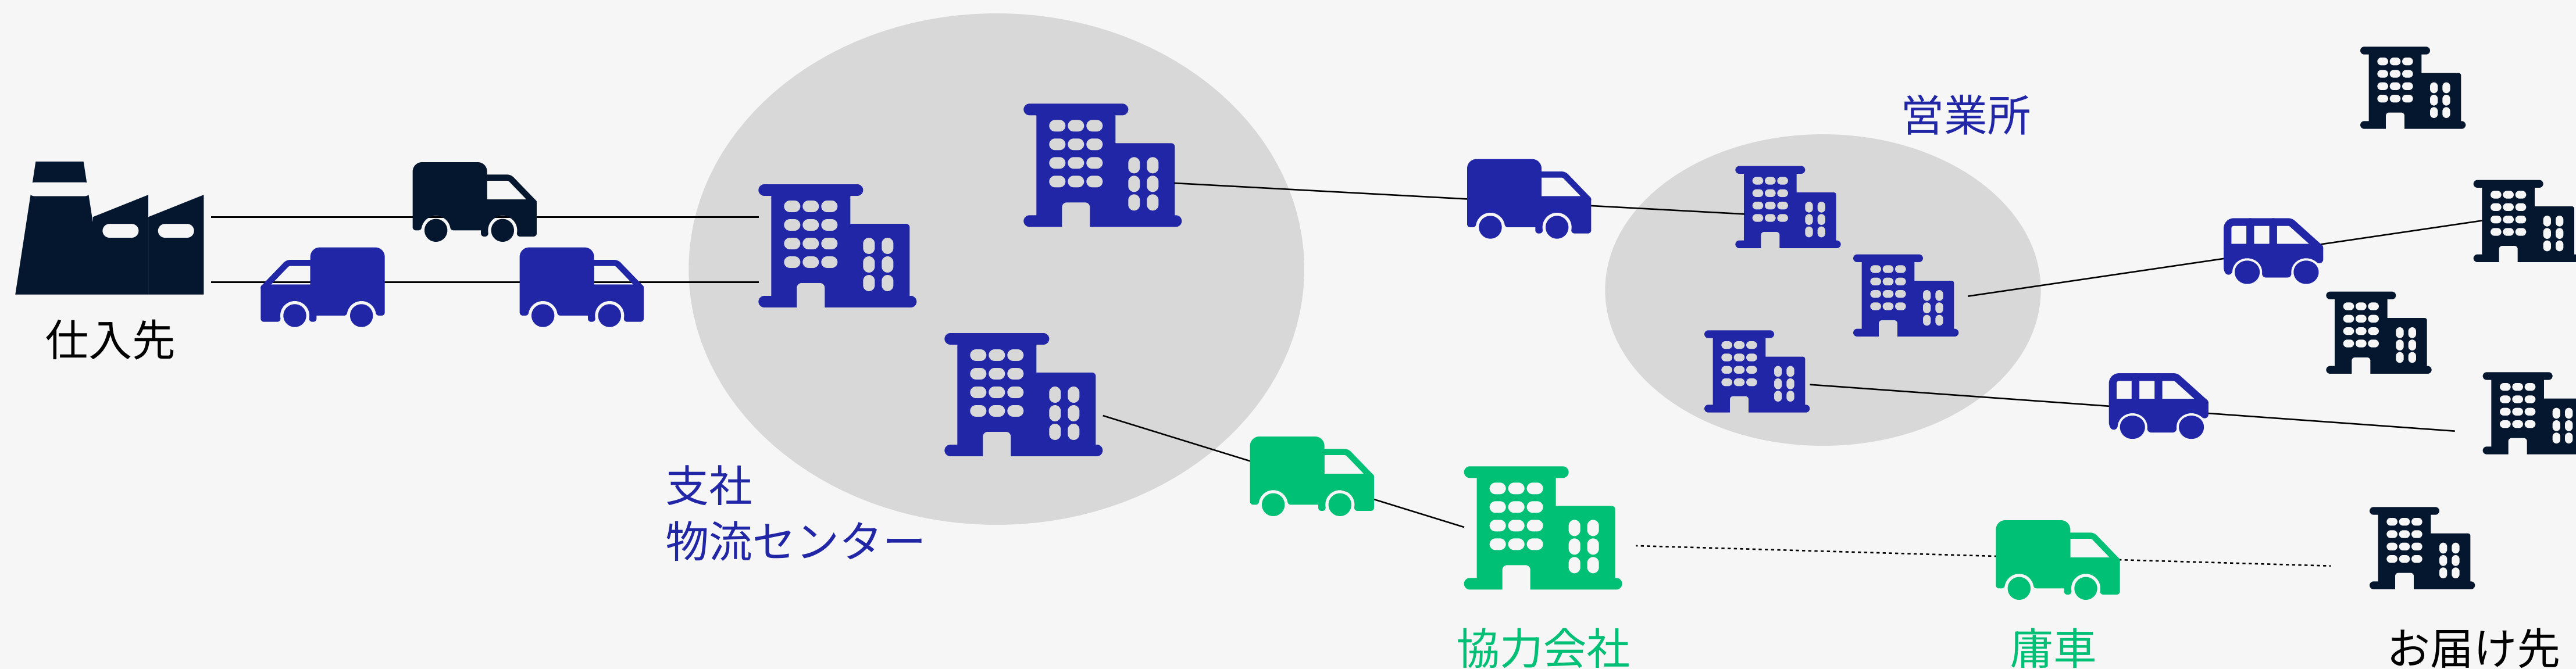 営業所
仕入先
支社
物流センター
協力会社
庸車
お届け先